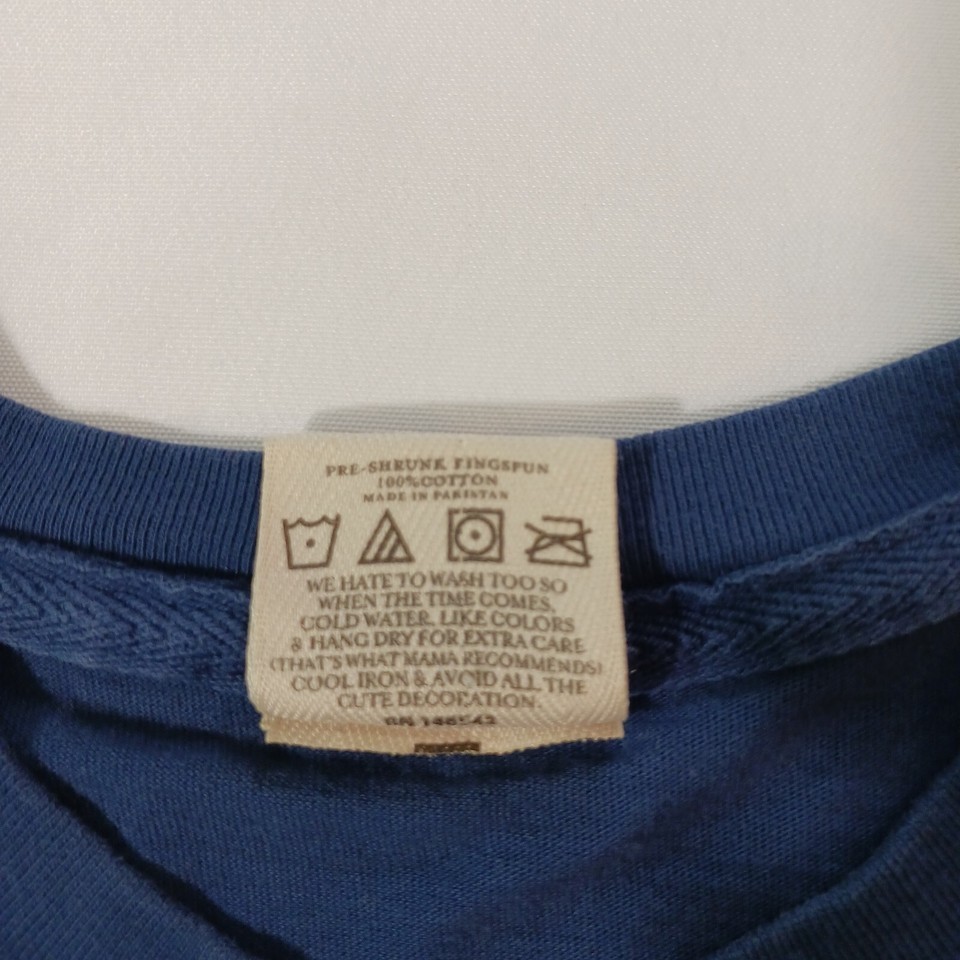 PRE-SHRUNK RINGSPUN
100% COTTON
MADE IN PAKISTAN
WE HATE TO WASH TOO SO
WHEN THE TIME COMES,
COLD WATER, LIKE COLORS
& HANG DRY FOR EXTRA CARE
(THAT'S WHAT MAMA RECOMMENDS)
COOL IRON & AVOID ALL THE
CUTE DECORATION.